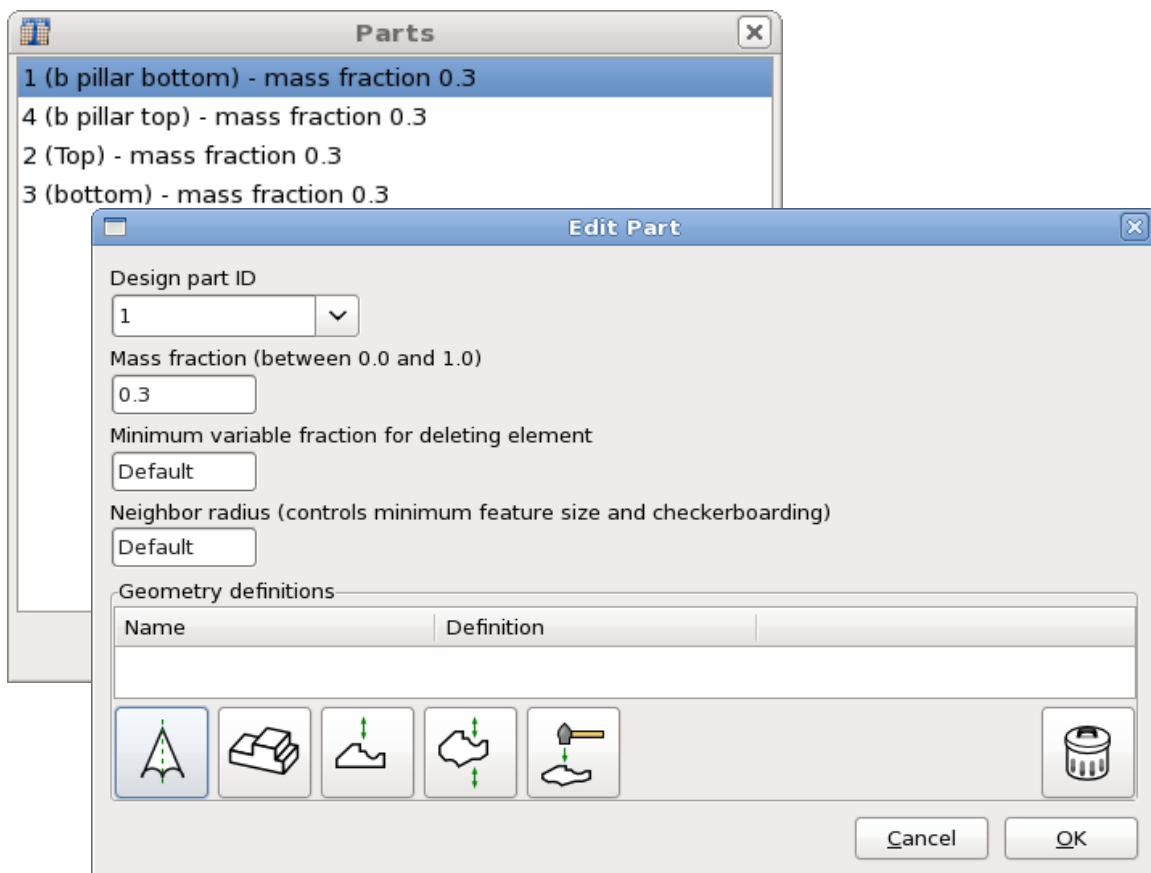 Parts
1 (b pillar bottom) - mass fraction 0.3
4 (b pillar top) - mass fraction 0.3
2 (Top) - mass fraction 0.3
3 (bottom) - mass fraction 0.3
Edit Part
Design part ID
1
Mass fraction (between 0.0 and 1.0)
0.3
Minimum variable fraction for deleting element
Default
Neighbor radius (controls minimum feature size and checkerboarding)
Default
Geometry definitions
Name Definition
Cancel OK